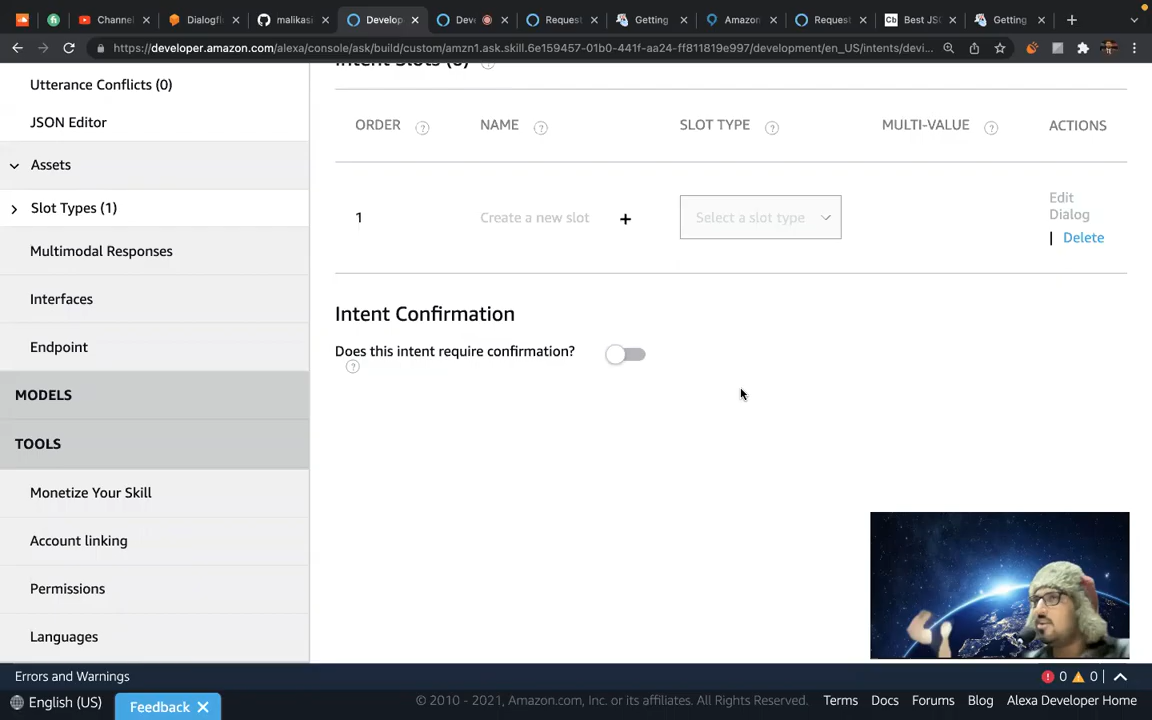 Channel
Dialogfl
malikasi
Develop
Dev
Request
Getting
Amazon
Request
Best JS
Getting
https://developer.amazon.com/alexa/console/ask/build/custom/amzn1.ask.skill.6e159457-01b0-441f-aa24-ff811819e997/development/en_US/intents/devi...
Utterance Conflicts (0)
JSON Editor
Assets
Slot Types (1)
Multimodal Responses
Interfaces
Endpoint
MODELS
TOOLS
Monetize Your Skill
Account linking
Permissions
Languages
Intent Slots (0)
ORDER
NAME
SLOT TYPE
MULTI-VALUE
ACTIONS
1
Create a new slot
Select a slot type
Edit
Dialog
| Delete
Intent Confirmation
Does this intent require confirmation?
Errors and Warnings
0
0
English (US)
Feedback
© 2010 - 2021, Amazon.com, Inc. or its affiliates. All Rights Reserved.
Terms
Docs
Forums
Blog
Alexa Developer Home